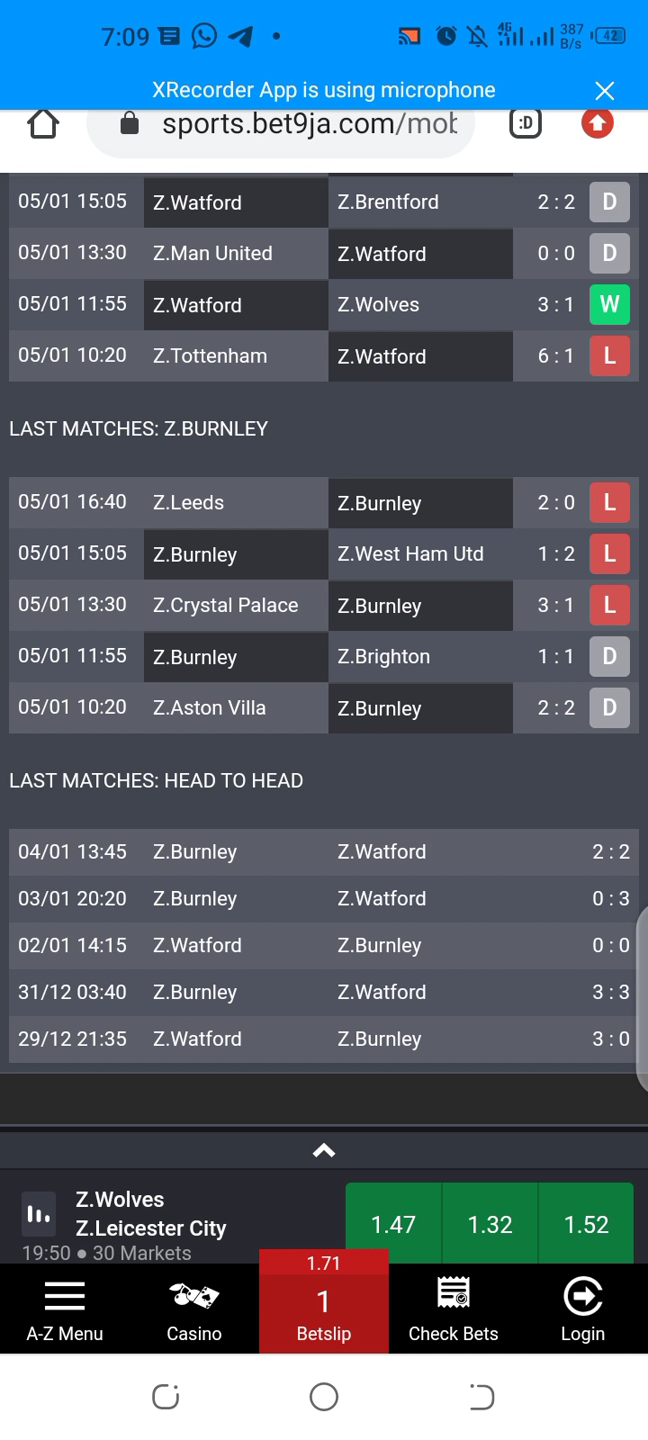 7:09 4G 387 B/s 42
XRecorder App is using microphone
sports.bet9ja.com/mob :D
05/01 15:05 Z.Watford Z.Brentford 2 : 2 D
05/01 13:30 Z.Man United Z.Watford 0 : 0 D
05/01 11:55 Z.Watford Z.Wolves 3 : 1 W
05/01 10:20 Z.Tottenham Z.Watford 6 : 1 L
LAST MATCHES: Z.BURNLEY
05/01 16:40 Z.Leeds Z.Burnley 2 : 0 L
05/01 15:05 Z.Burnley Z.West Ham Utd 1 : 2 L
05/01 13:30 Z.Crystal Palace Z.Burnley 3 : 1 L
05/01 11:55 Z.Burnley Z.Brighton 1 : 1 D
05/01 10:20 Z.Aston Villa Z.Burnley 2 : 2 D
LAST MATCHES: HEAD TO HEAD
04/01 13:45 Z.Burnley Z.Watford 2 : 2
03/01 20:20 Z.Burnley Z.Watford 0 : 3
02/01 14:15 Z.Watford Z.Burnley 0 : 0
31/12 03:40 Z.Burnley Z.Watford 3 : 3
29/12 21:35 Z.Watford Z.Burnley 3 : 0
Z.Wolves
Z.Leicester City 1.47 1.32 1.52
19:50 ● 30 Markets
1.71
1
A-Z Menu Casino Betslip Check Bets Login